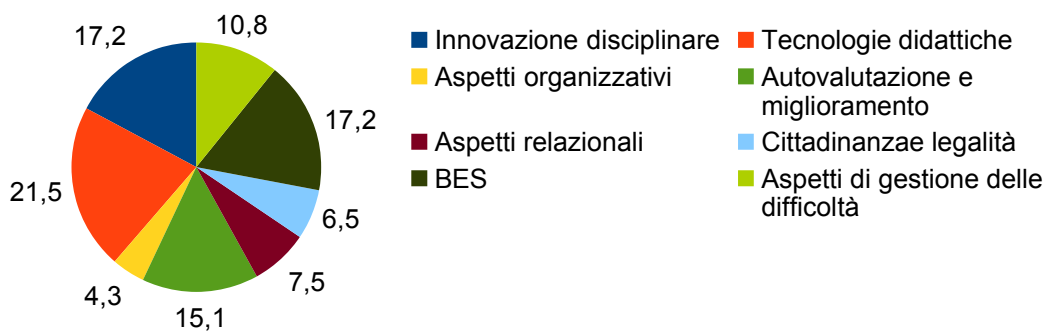 17,2
10,8
17,2
6,5
7,5
15,1
4,3
21,5
Innovazione disciplinare
Tecnologie didattiche
Aspetti organizzativi
Autovalutazione e
miglioramento
Aspetti relazionali
Cittadinanzae legalità
BES
Aspetti di gestione delle
difficoltà